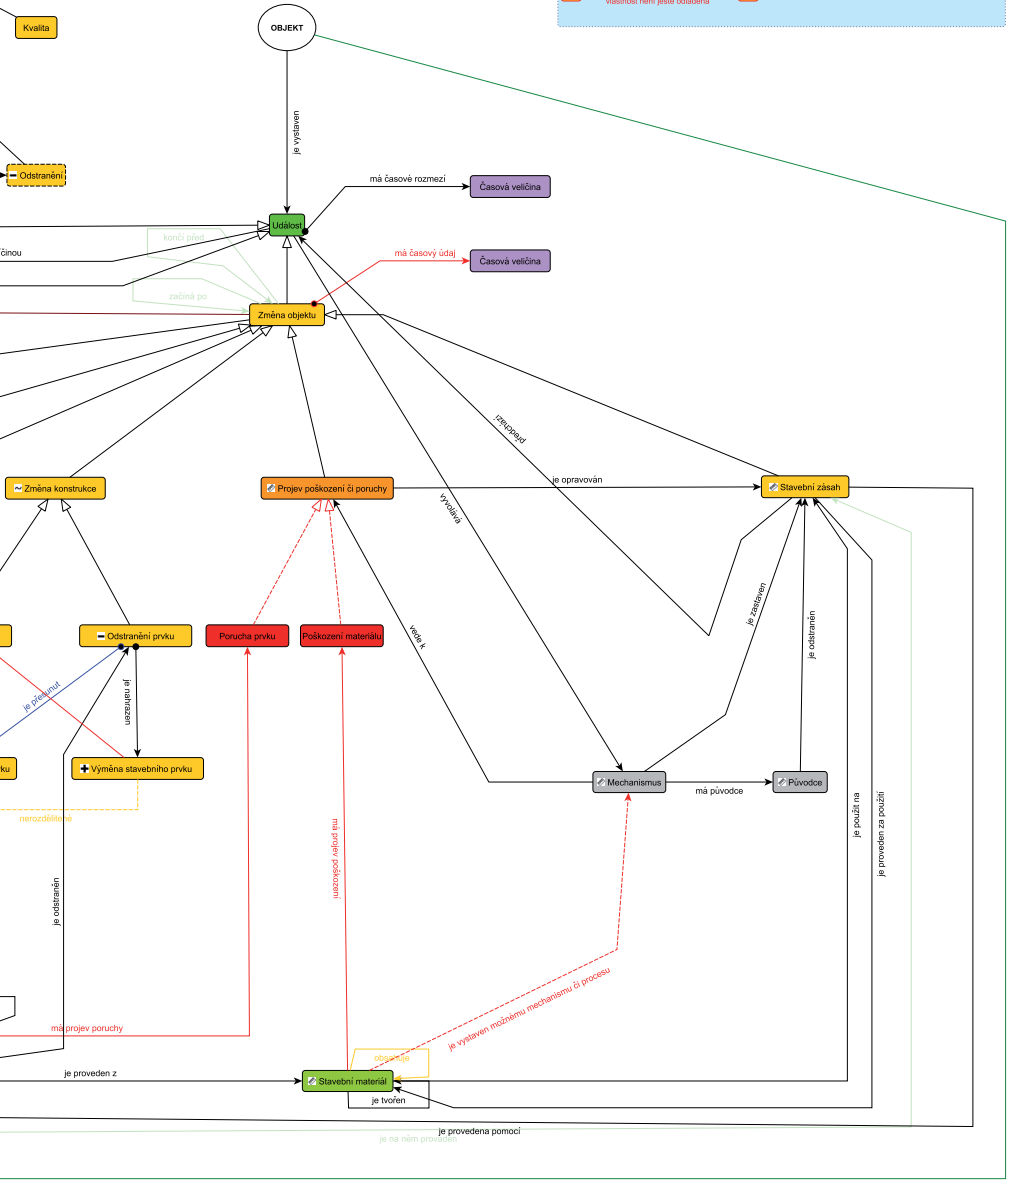 vlastnost není ještě odladěna
Kvalita
OBJEKT
je vystaven
Odstranění
má časové rozmezí
Časová veličina
Událost
končí před
činou
má časový údaj
Časová veličina
začíná po
Změna objektu
předchází
Změna konstrukce
Projev poškození či poruchy
je opravován
Stavební zásah
vyvolává
je zastaven
je odstraněn
vede k
Odstranění prvku
Porucha prvku
Poškození materiálu
je přesunut
je nahrazen
ku
Výměna stavebního prvku
Mechanismus
má původce
Původce
nerozdělitelné
má projev poškození
je použit na
je proveden za použití
je odstraněn
je vystaven možnému mechanismu či procesu
má projev poruchy
obsahuje
je proveden z
Stavební materiál
je tvořen
je provedena pomocí
je na něm proveden